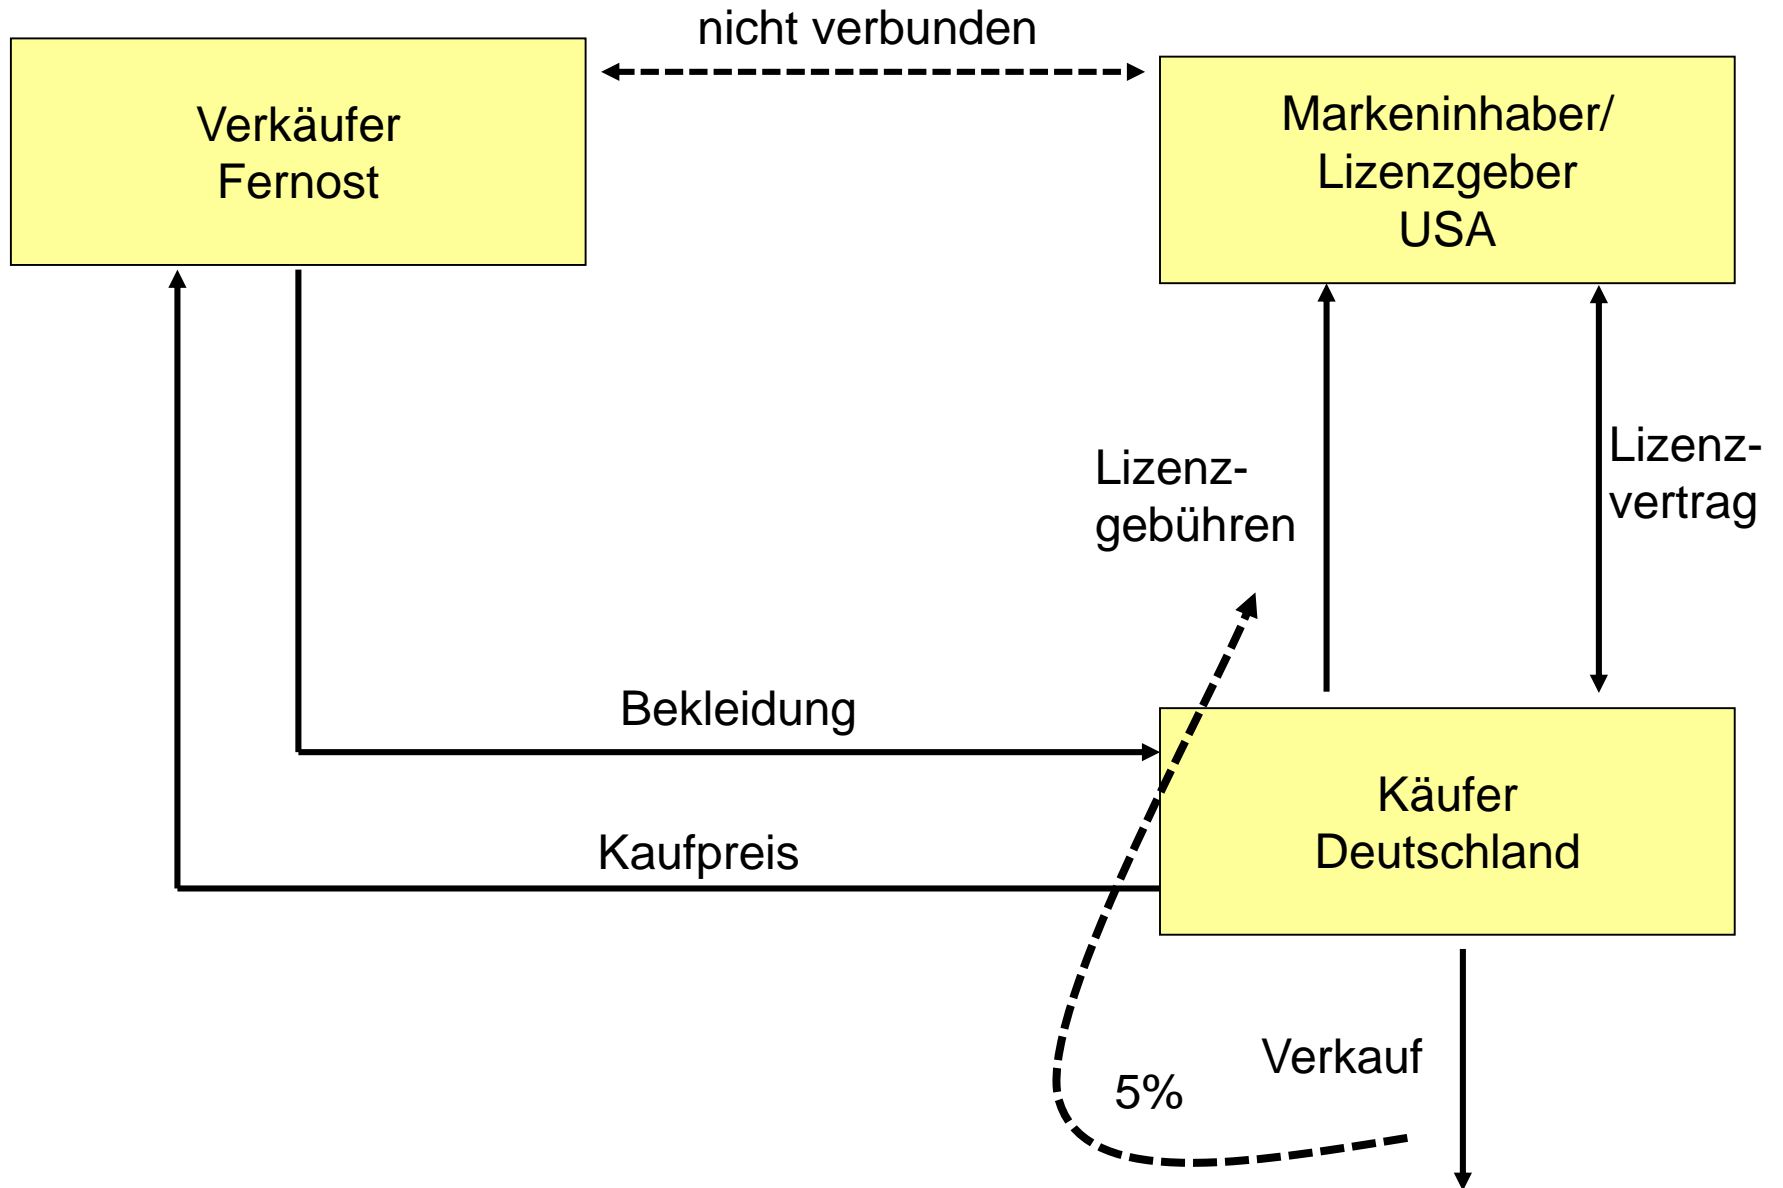 nicht verbunden
Verkäufer
Fernost
Markeninhaber/
Lizenzgeber
USA
Lizenz-
gebühren
Lizenz-
vertrag
Bekleidung
Kaufpreis
Käufer
Deutschland
Verkauf
5%